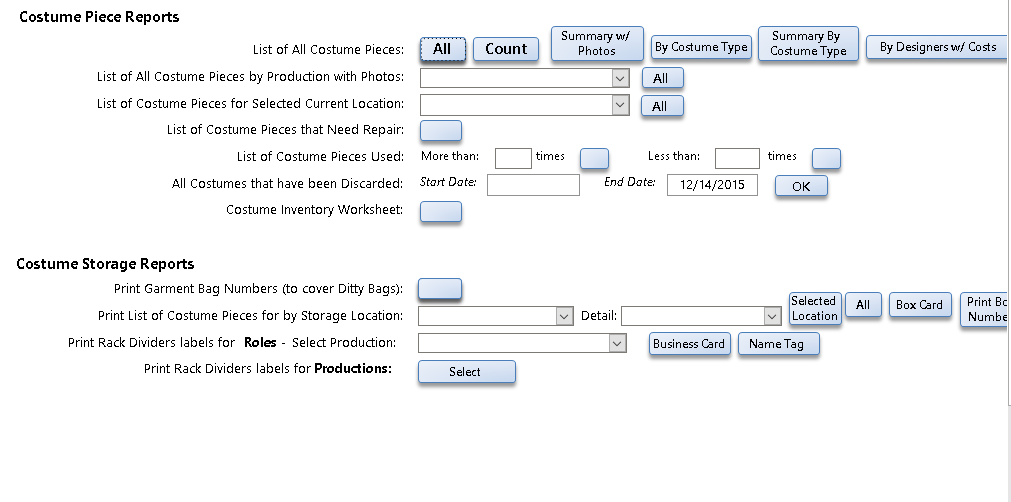 Costume Piece Reports
List of All Costume Pieces: All Count Summary w/ Photos By Costume Type Summary By Costume Type By Designers w/ Costs
List of All Costume Pieces by Production with Photos: All
List of Costume Pieces for Selected Current Location: All
List of Costume Pieces that Need Repair:
List of Costume Pieces Used: More than: times Less than: times
All Costumes that have been Discarded: Start Date: End Date: 12/14/2015 OK
Costume Inventory Worksheet:
Costume Storage Reports
Print Garment Bag Numbers (to cover Ditty Bags):
Print List of Costume Pieces for by Storage Location: Detail: Selected Location All Box Card Print
Print Rack Dividers labels for Roles - Select Production: Business Card Name Tag
Print Rack Dividers labels for Productions: Select